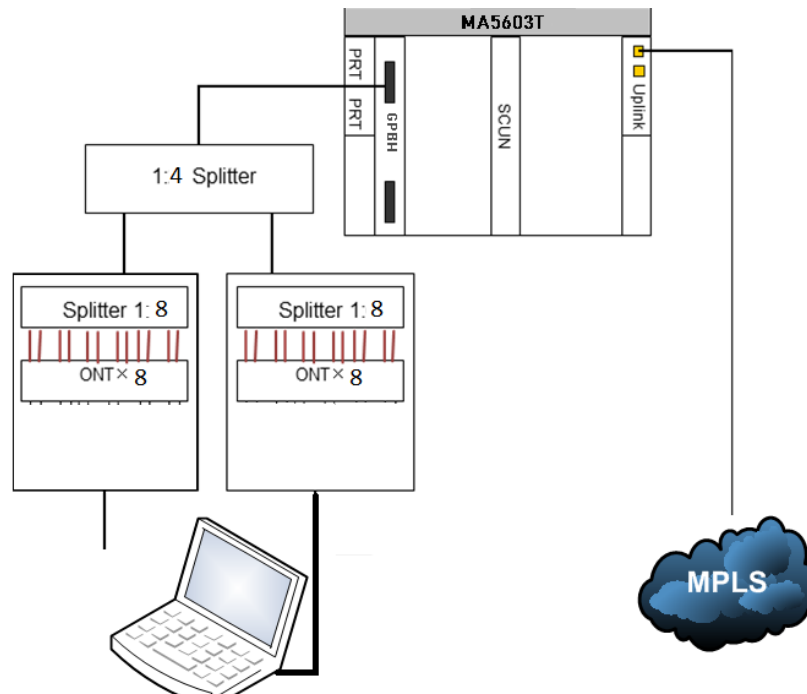 MA5603T
PRT
PRT
GPBH
SCUN
Uplink
1:4 Splitter
Splitter 1: 8
ONT× 8
Splitter 1: 8
ONT× 8
MPLS